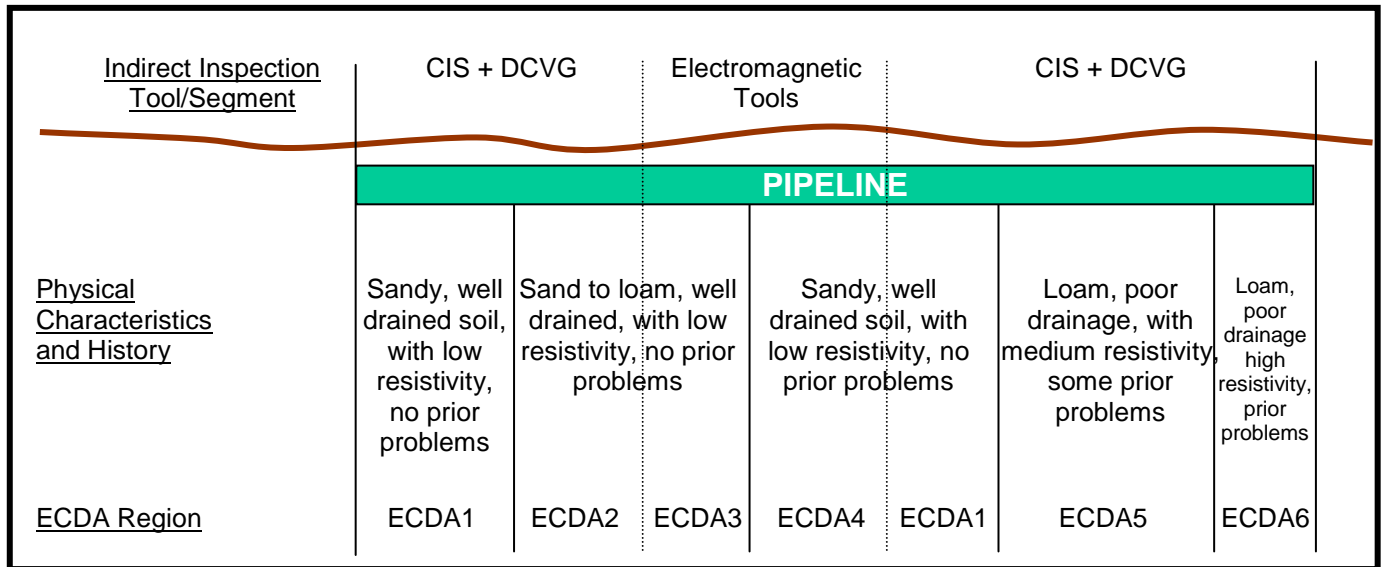 Indirect Inspection
Tool/Segment
CIS + DCVG
Electromagnetic
Tools
CIS + DCVG
PIPELINE
Physical
Characteristics
and History
Sandy, well
drained soil,
with low
resistivity,
no prior
problems
Sand to loam, well
drained, with low
resistivity, no prior
problems
Sandy, well
drained soil, with
low resistivity, no
prior problems
Loam, poor
drainage, with
medium resistivity,
some prior
problems
Loam,
poor
drainage
high
resistivity,
prior
problems
ECDA Region
ECDA1
ECDA2
ECDA3
ECDA4
ECDA1
ECDA5
ECDA6